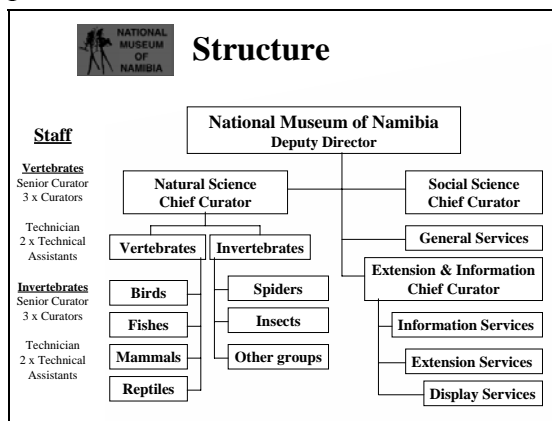 NATIONAL
MUSEUM
OF
NAMIBIA
Structure
Staff
Vertebrates
Senior Curator
3 x Curators
Technician
2 x Technical
Assistants
Invertebrates
Senior Curator
3 x Curators
Technician
2 x Technical
Assistants
National Museum of Namibia
Deputy Director
Natural Science
Chief Curator
Social Science
Chief Curator
Vertebrates
Invertebrates
General Services
Birds
Fishes
Mammals
Reptiles
Spiders
Insects
Other groups
Extension & Information
Chief Curator
Information Services
Extension Services
Display Services